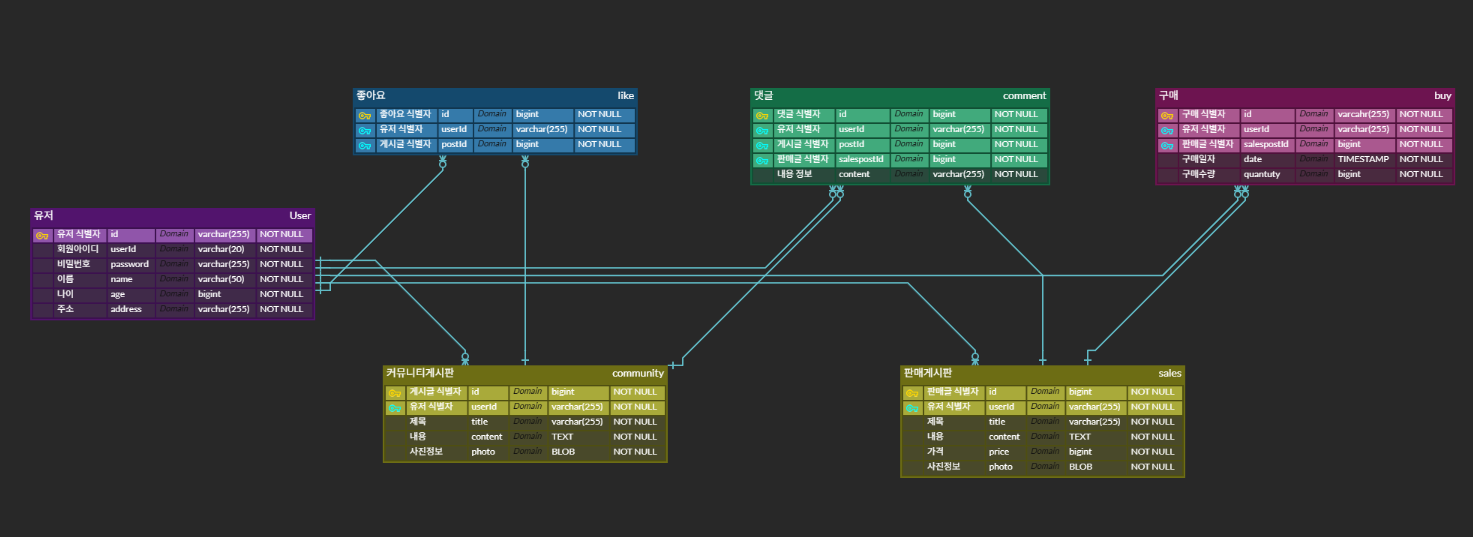 좋아요 like
좋아요 식별자 id Domain bigint NOT NULL
유저 식별자 userId Domain varchar(255) NOT NULL
게시글 식별자 postId Domain bigint NOT NULL
댓글 comment
댓글 식별자 id Domain bigint NOT NULL
유저 식별자 userId Domain varchar(255) NOT NULL
게시글 식별자 postId Domain bigint NOT NULL
판매글 식별자 salespostId Domain bigint NOT NULL
내용 정보 content Domain varchar(255) NOT NULL
구매 buy
구매 식별자 id Domain varcahr(255) NOT NULL
유저 식별자 userId Domain varchar(255) NOT NULL
판매글 식별자 salespostId Domain bigint NOT NULL
구매일자 date Domain TIMESTAMP NOT NULL
구매수량 quantuty Domain bigint NOT NULL
유저 User
유저 식별자 id Domain varchar(255) NOT NULL
회원아이디 userId Domain varchar(20) NOT NULL
비밀번호 password Domain varchar(255) NOT NULL
이름 name Domain varchar(50) NOT NULL
나이 age Domain bigint NOT NULL
주소 address Domain varchar(255) NOT NULL
커뮤니티게시판 community
게시글 식별자 id Domain bigint NOT NULL
유저 식별자 userId Domain varchar(255) NOT NULL
제목 title Domain varchar(255) NOT NULL
내용 content Domain TEXT NOT NULL
사진정보 photo Domain BLOB NOT NULL
판매게시판 sales
판매글 식별자 id Domain bigint NOT NULL
유저 식별자 userId Domain varchar(255) NOT NULL
제목 title Domain varchar(255) NOT NULL
내용 content Domain TEXT NOT NULL
가격 price Domain bigint NOT NULL
사진정보 photo Domain BLOB NOT NULL